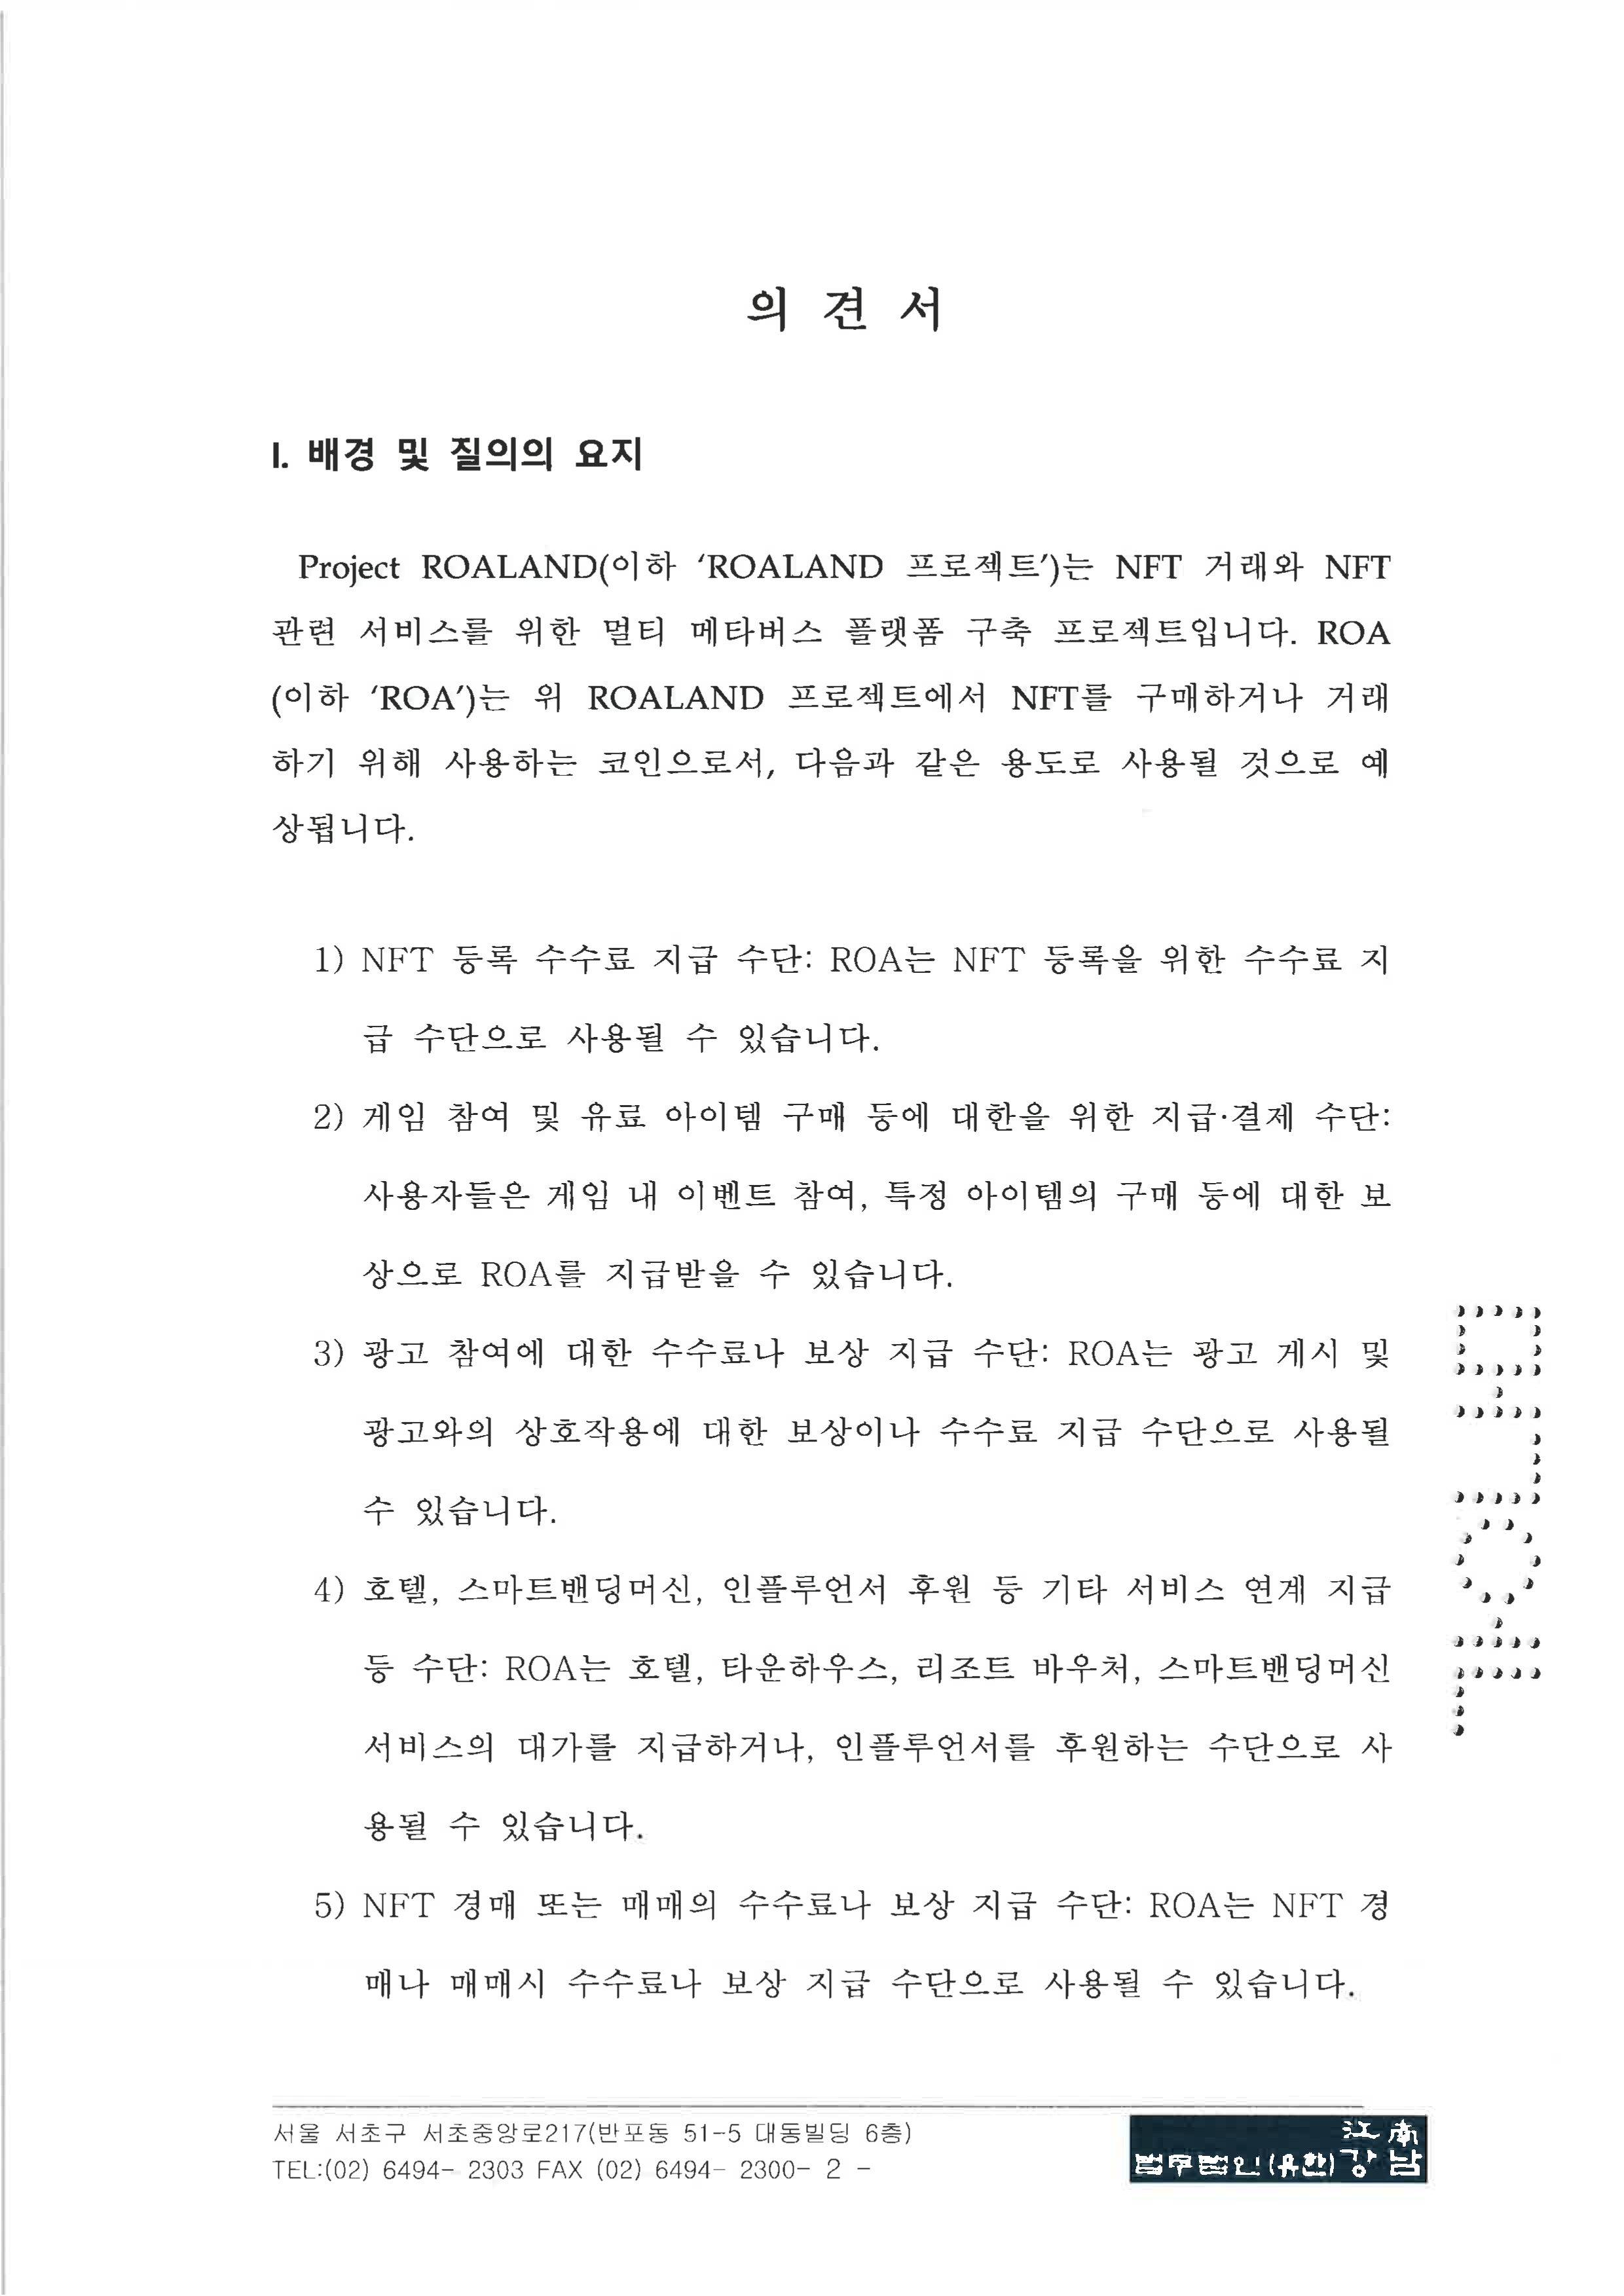 의 견 서
I. 배경 및 질의의 요지
Project ROALAND(이하 ‘ROALAND 프로젝트’)는 NFT 거래와 NFT
관련 서비스를 위한 멀티 메타버스 플랫폼 구축 프로젝트입니다. ROA
(이하 ‘ROA’)는 위 ROALAND 프로젝트에서 NFT를 구매하거나 거래
하기 위해 사용하는 코인으로서, 다음과 같은 용도로 사용될 것으로 예
상됩니다.
1) NFT 등록 수수료 지급 수단: ROA는 NFT 등록을 위한 수수료 지
급 수단으로 사용될 수 있습니다.
2) 게임 참여 및 유료 아이템 구매 등에 대한을 위한 지급·결제 수단:
사용자들은 게임 내 이벤트 참여, 특정 아이템의 구매 등에 대한 보
상으로 ROA를 지급받을 수 있습니다.
3) 광고 참여에 대한 수수료나 보상 지급 수단: ROA는 광고 게시 및
광고와의 상호작용에 대한 보상이나 수수료 지급 수단으로 사용될
수 있습니다.
4) 호텔, 스마트밴딩머신, 인플루언서 후원 등 기타 서비스 연계 지급
등 수단: ROA는 호텔, 타운하우스, 리조트 바우처, 스마트밴딩머신
서비스의 대가를 지급하거나, 인플루언서를 후원하는 수단으로 사
용될 수 있습니다.
5) NFT 경매 또는 매매의 수수료나 보상 지급 수단: ROA는 NFT 경
매나 매매시 수수료나 보상 지급 수단으로 사용될 수 있습니다.
서울 서초구 서초중앙로217(반포동 51-5 대동빌딩 6층)
TEL:(02) 6494- 2303 FAX (02) 6494- 2300- 2 -
江南
법무법인(유한)강남